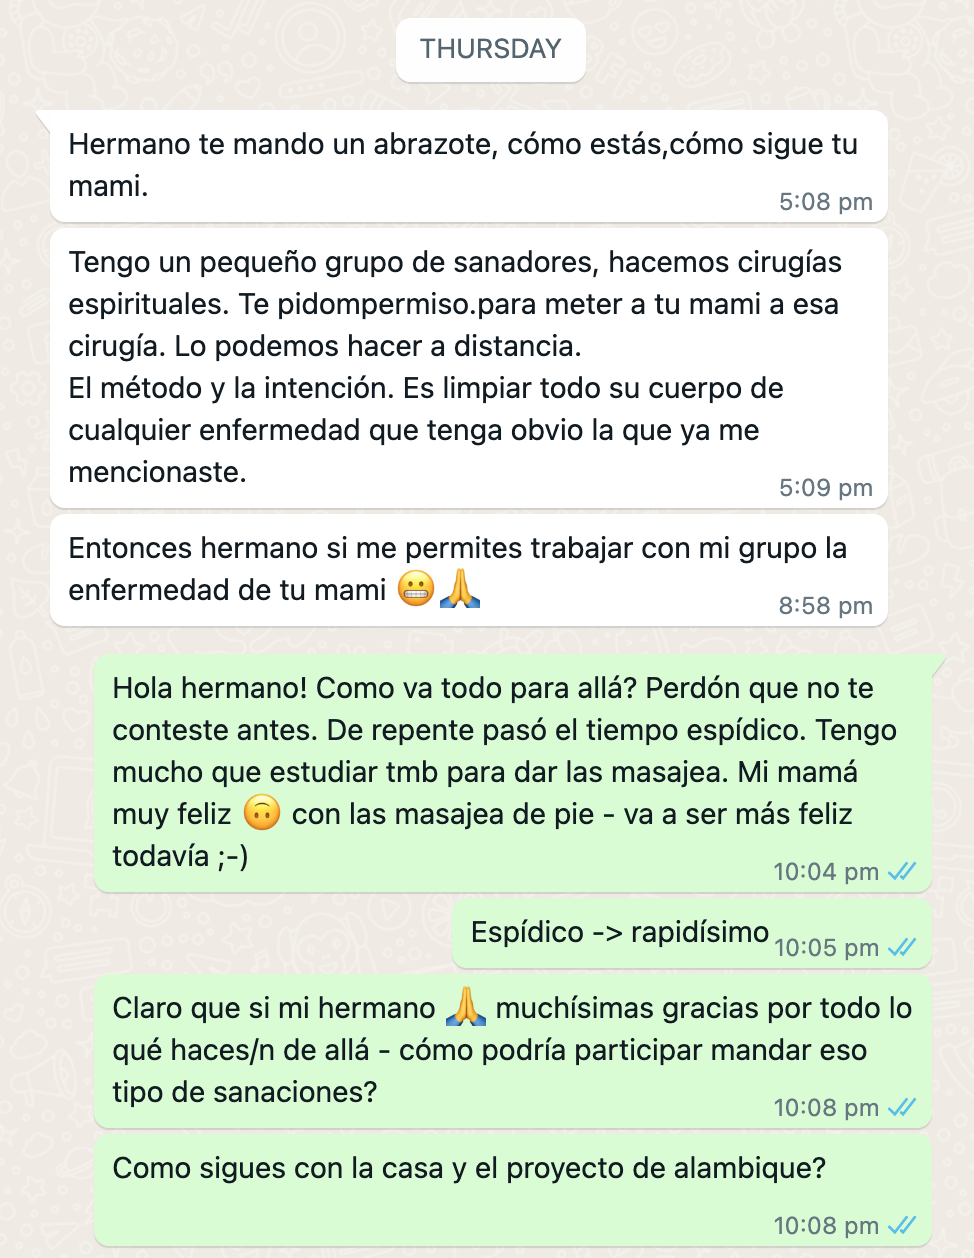 THURSDAY
Hermano te mando un abrazote, cómo estás,cómo sigue tu
mami.
5:08 pm
Tengo un pequeño grupo de sanadores, hacemos cirugías
espirituales. Te pidompermiso.para meter a tu mami a esa
cirugía. Lo podemos hacer a distancia.
El método y la intención. Es limpiar todo su cuerpo de
cualquier enfermedad que tenga obvio la que ya me
mencionaste.
5:09 pm
Entonces hermano si me permites trabajar con mi grupo la
enfermedad de tu mami 😬🙏
8:58 pm
Hola hermano! Como va todo para allá? Perdón que no te
conteste antes. De repente pasó el tiempo espídico. Tengo
mucho que estudiar tmb para dar las masajea. Mi mamá
muy feliz 🙃 con las masajea de pie - va a ser más feliz
todavía ;-)
10:04 pm
Espídico -> rapidísimo
10:05 pm
Claro que si mi hermano 🙏 muchísimas gracias por todo lo
qué haces/n de allá - cómo podría participar mandar eso
tipo de sanaciones?
10:08 pm
Como sigues con la casa y el proyecto de alambique?
10:08 pm